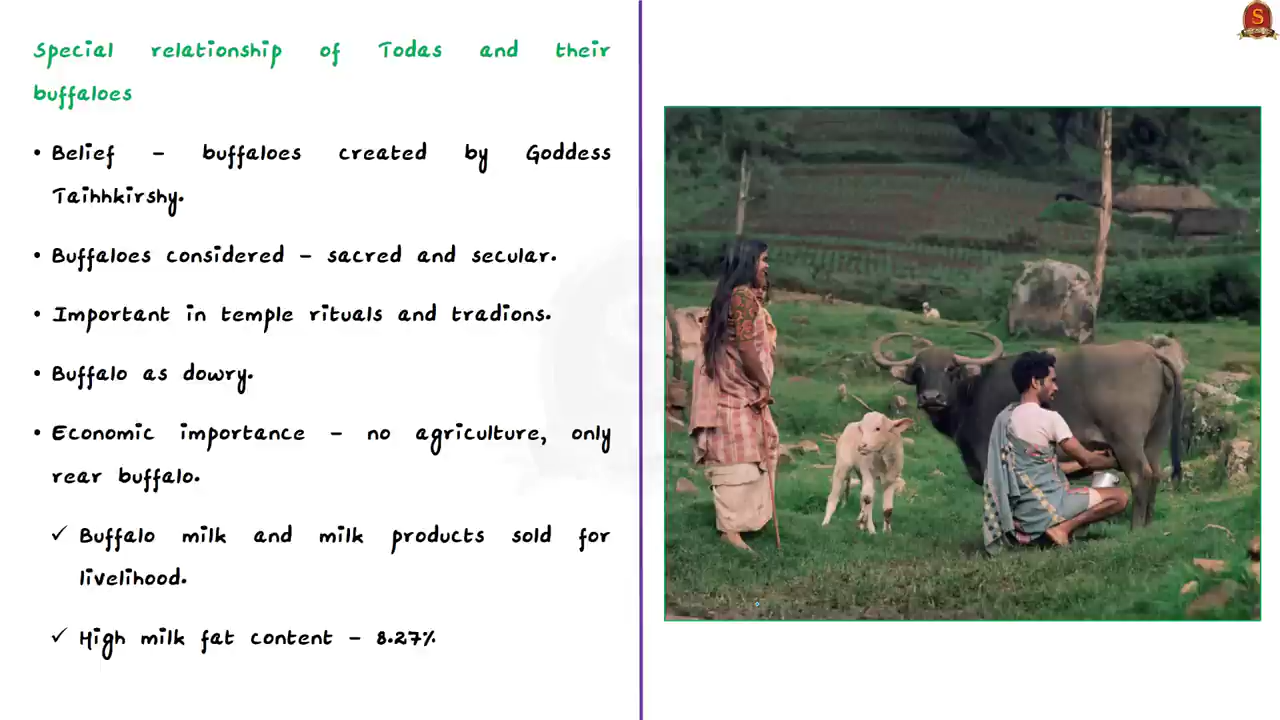 Special relationship of Todas and their
buffaloes
• Belief – buffaloes created by Goddess
Taihhkirshy.
• Buffaloes considered – sacred and secular.
• Important in temple rituals and tradions.
• Buffalo as dowry.
• Economic importance – no agriculture, only
rear buffalo.
✓ Buffalo milk and milk products sold for
livelihood.
✓ High milk fat content – 8.27%
S